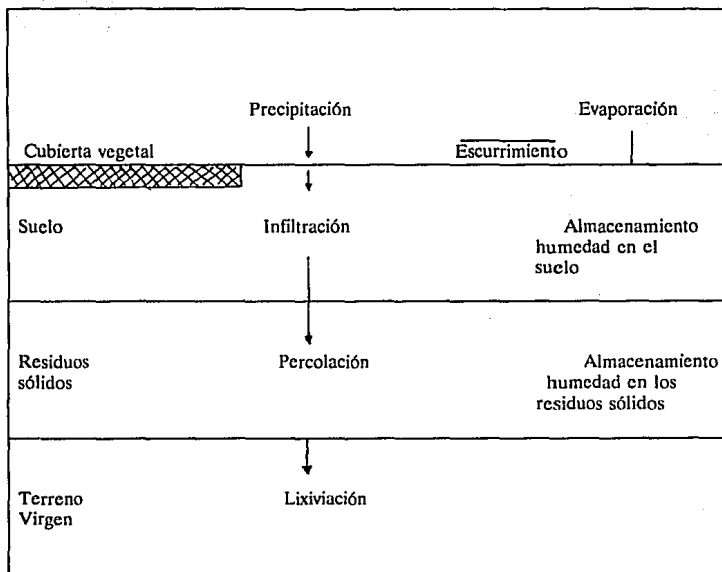 Precipitación
Evaporación
Cubierta vegetal
Escurrimiento
Suelo
Infiltración
Almacenamiento
humedad en el
suelo
Residuos
sólidos
Percolación
Almacenamiento
humedad en los
residuos sólidos
Terreno
Virgen
Lixiviación